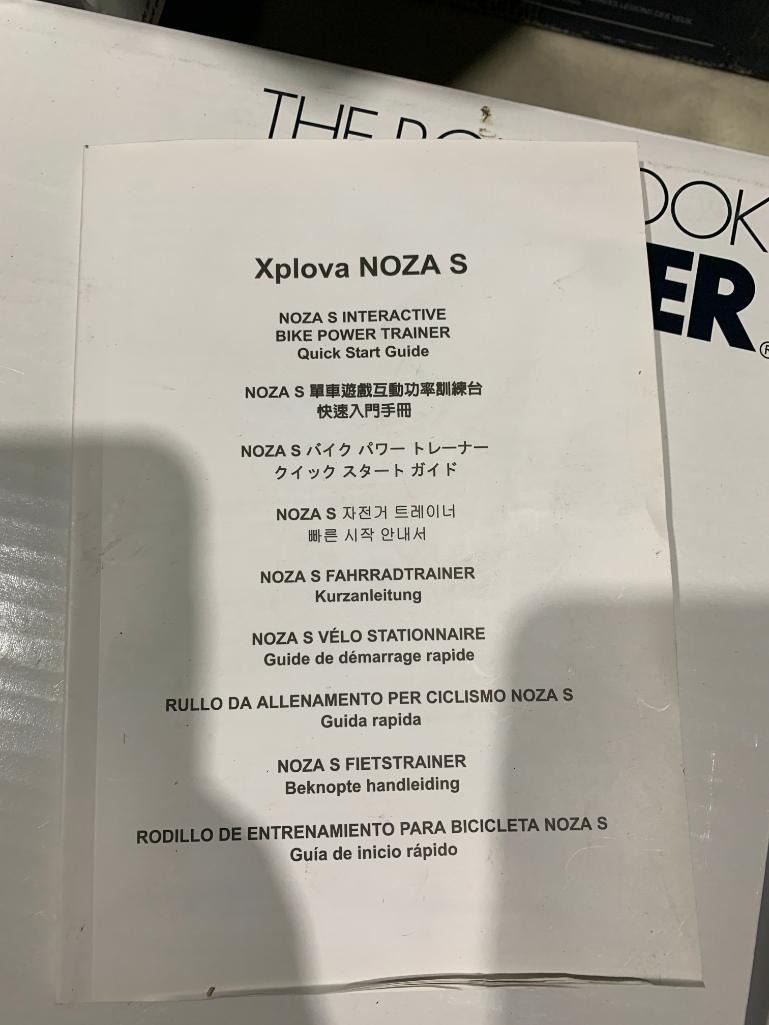 THE
OOK
ER
Xplova NOZA S
NOZA S INTERACTIVE
BIKE POWER TRAINER
Quick Start Guide
NOZA S 單車遊戲互動功率訓練台
快速入門手冊
NOZA S バイク パワー トレーナー
クイック スタート ガイド
NOZA S 자전거 트레이너
빠른 시작 안내서
NOZA S FAHRRADTRAINER
Kurzanleitung
NOZA S VÉLO STATIONNAIRE
Guide de démarrage rapide
RULLO DA ALLENAMENTO PER CICLISMO NOZA S
Guida rapida
NOZA S FIETSTRAINER
Beknopte handleiding
RODILLO DE ENTRENAMIENTO PARA BICICLETA NOZA S
Guía de inicio rápido